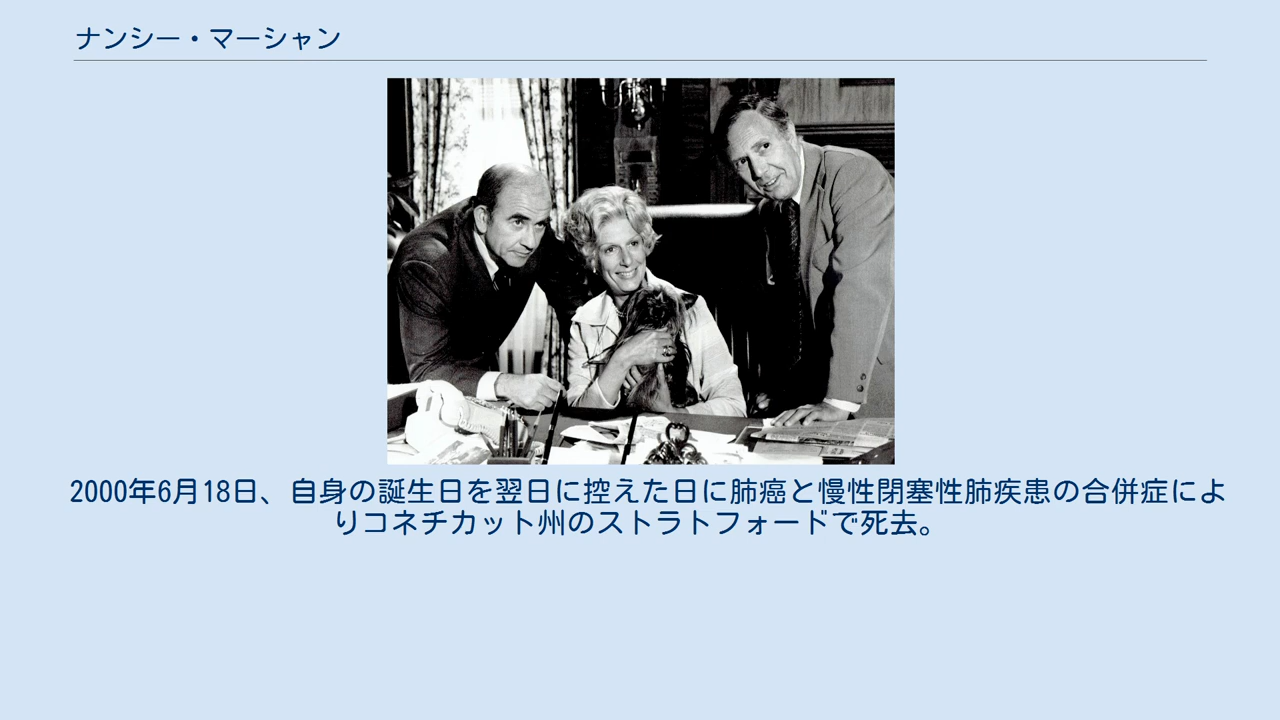 ナンシー・マーシャン
2000年6月18日、自身の誕生日を翌日に控えた日に肺癌と慢性閉塞性肺疾患の合併症によ
りコネチカット州のストラトフォードで死去。